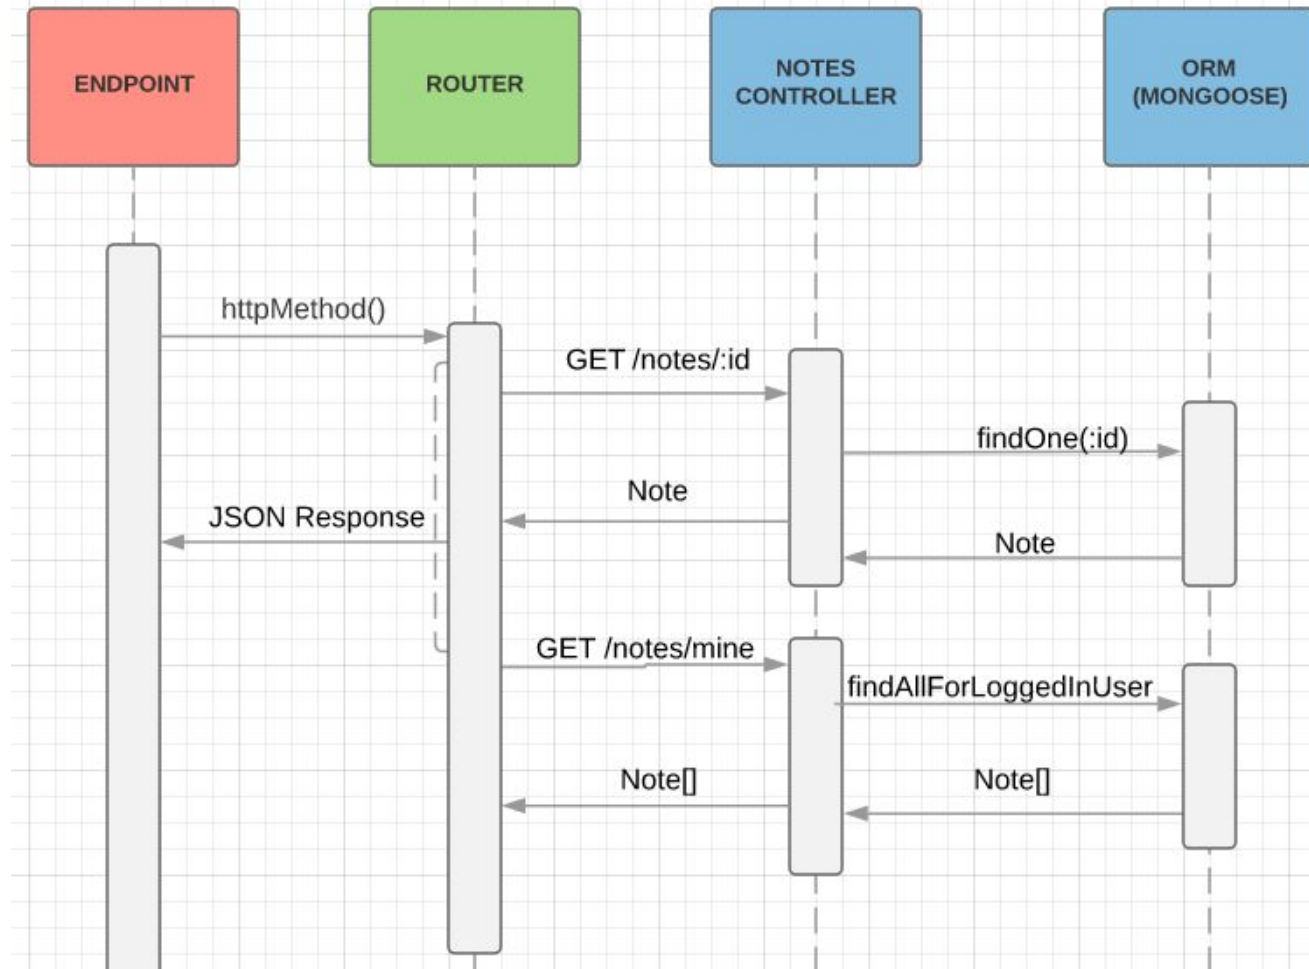 ENDPOINT
ROUTER
NOTES
CONTROLLER
ORM
(MONGOOSE)
httpMethod()
GET /notes/:id
findOne(:id)
Note
JSON Response
Note
GET /notes/mine
findAllForLoggedInUser
Note[]
Note[]